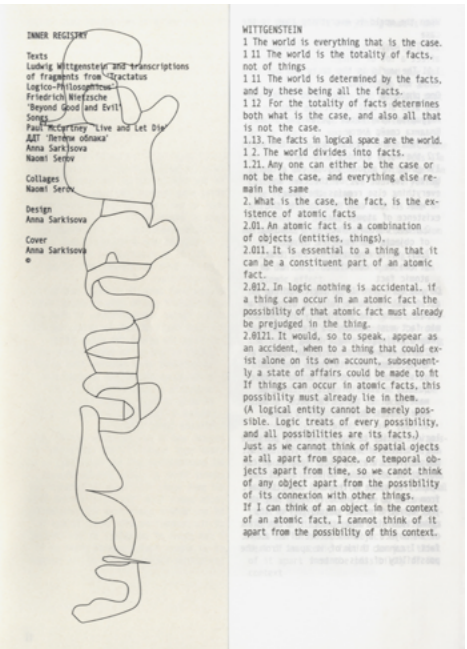 INNER REGISTRY
Texts
Ludwig Wittgenstein and transcriptions
of fragments from 'Tractatus
Logico-Philosophicus'
Friedrich Nietzsche
'Beyond Good and Evil'
Songs
Paul McCartney 'Live and Let Die'
ДДТ 'Летели облака'
Anna Sarkisova
Naomi Serov
Collages
Naomi Serov
Design
Anna Sarkisova
Cover
Anna Sarkisova
©
WITTGENSTEIN
1 The world is everything that is the case.
1 11 The world is the totality of facts,
not of things
1 11 The world is determined by the facts,
and by these being all the facts.
1 12 For the totality of facts determines
both what is the case, and also all that
is not the case.
1.13. The facts in logical space are the world.
1 2. The world divides into facts.
1.21. Any one can either be the case or
not be the case, and everything else re-
main the same
2. What is the case, the fact, is the ex-
istence of atomic facts
2.01. An atomic fact is a combination
of objects (entities, things).
2.011. It is essential to a thing that it
can be a constituent part of an atomic
fact.
2.012. In logic nothing is accidental. if
a thing can occur in an atomic fact the
possibility of that atomic fact must already
be prejudged in the thing.
2.0121. It would, so to speak, appear as
an accident, when to a thing that could ex-
ist alone on its own account, subsequent-
ly a state of affairs could be made to fit
If things can occur in atomic facts, this
possibility must already lie in them.
(A logical entity cannot be merely pos-
sible. Logic treats of every possibility,
and all possibilities are its facts.)
Just as we cannot think of spatial ojects
at all apart from space, or temporal ob-
jects apart from time, so we canot think
of any object apart from the possibility
of its connexion with other things.
If I can think of an object in the context
of an atomic fact, I cannot think of it
apart from the possibility of this context.